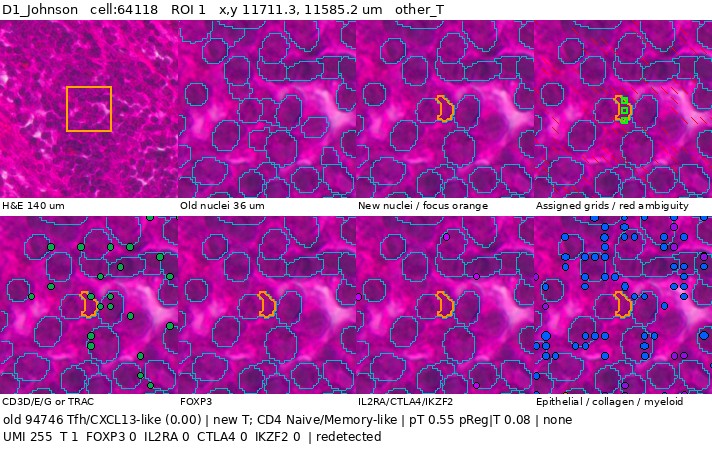 D1_Johnson cell:64118 ROI 1 x,y 11711.3, 11585.2 um other_T
H&E 140 um
Old nuclei 36 um
New nuclei / focus orange
Assigned grids / red ambiguity
CD3D/E/G or TRAC
FOXP3
IL2RA/CTLA4/IKZF2
Epithelial / collagen / myeloid
old 94746 Tfh/CXCL13-like (0.00) | new T; CD4 Naive/Memory-like | pT 0.55 pReg|T 0.08 | none
UMI 255 T 1 FOXP3 0 IL2RA 0 CTLA4 0 IKZF2 0 | redetected